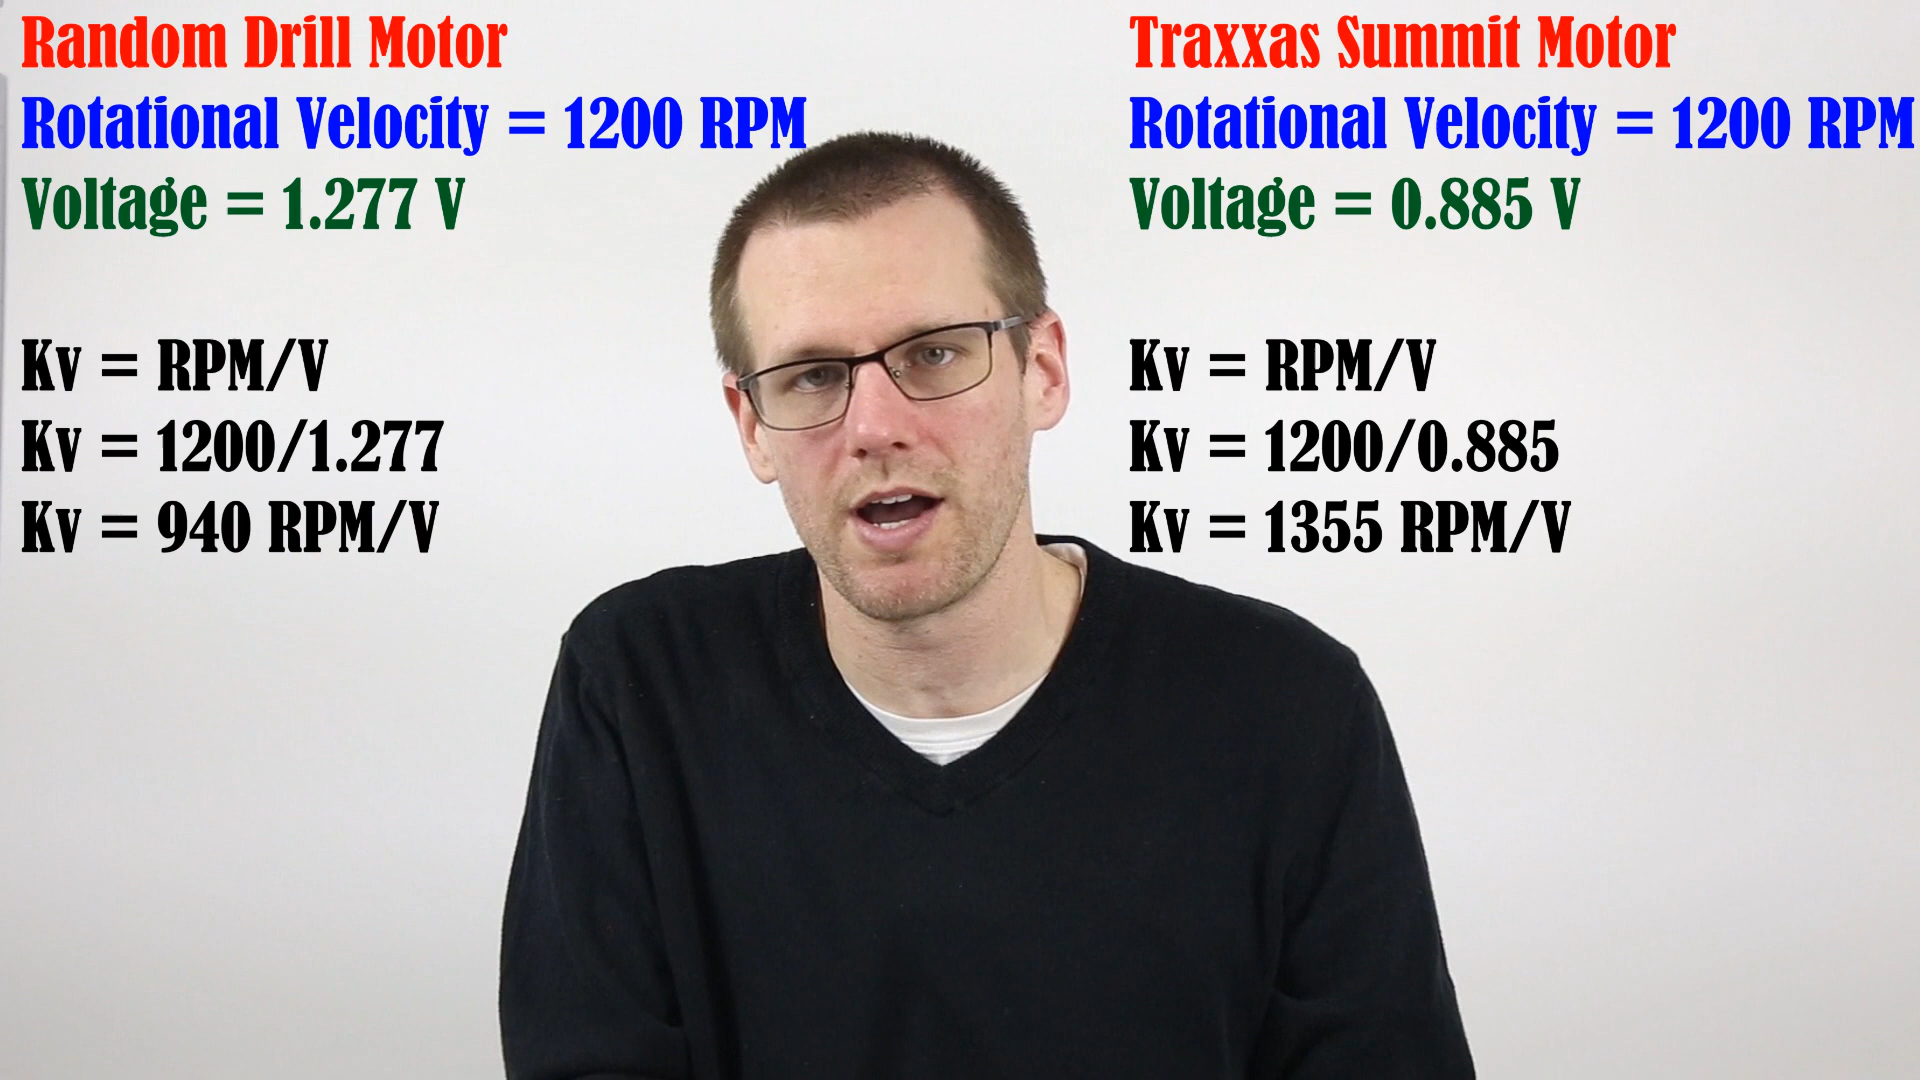 Random Drill Motor
Rotational Velocity = 1200 RPM
Voltage = 1.277 V
Kv = RPM/V
Kv = 1200/1.277
Kv = 940 RPM/V
Traxxas Summit Motor
Rotational Velocity = 1200 RPM
Voltage = 0.885 V
Kv = RPM/V
Kv = 1200/0.885
Kv = 1355 RPM/V